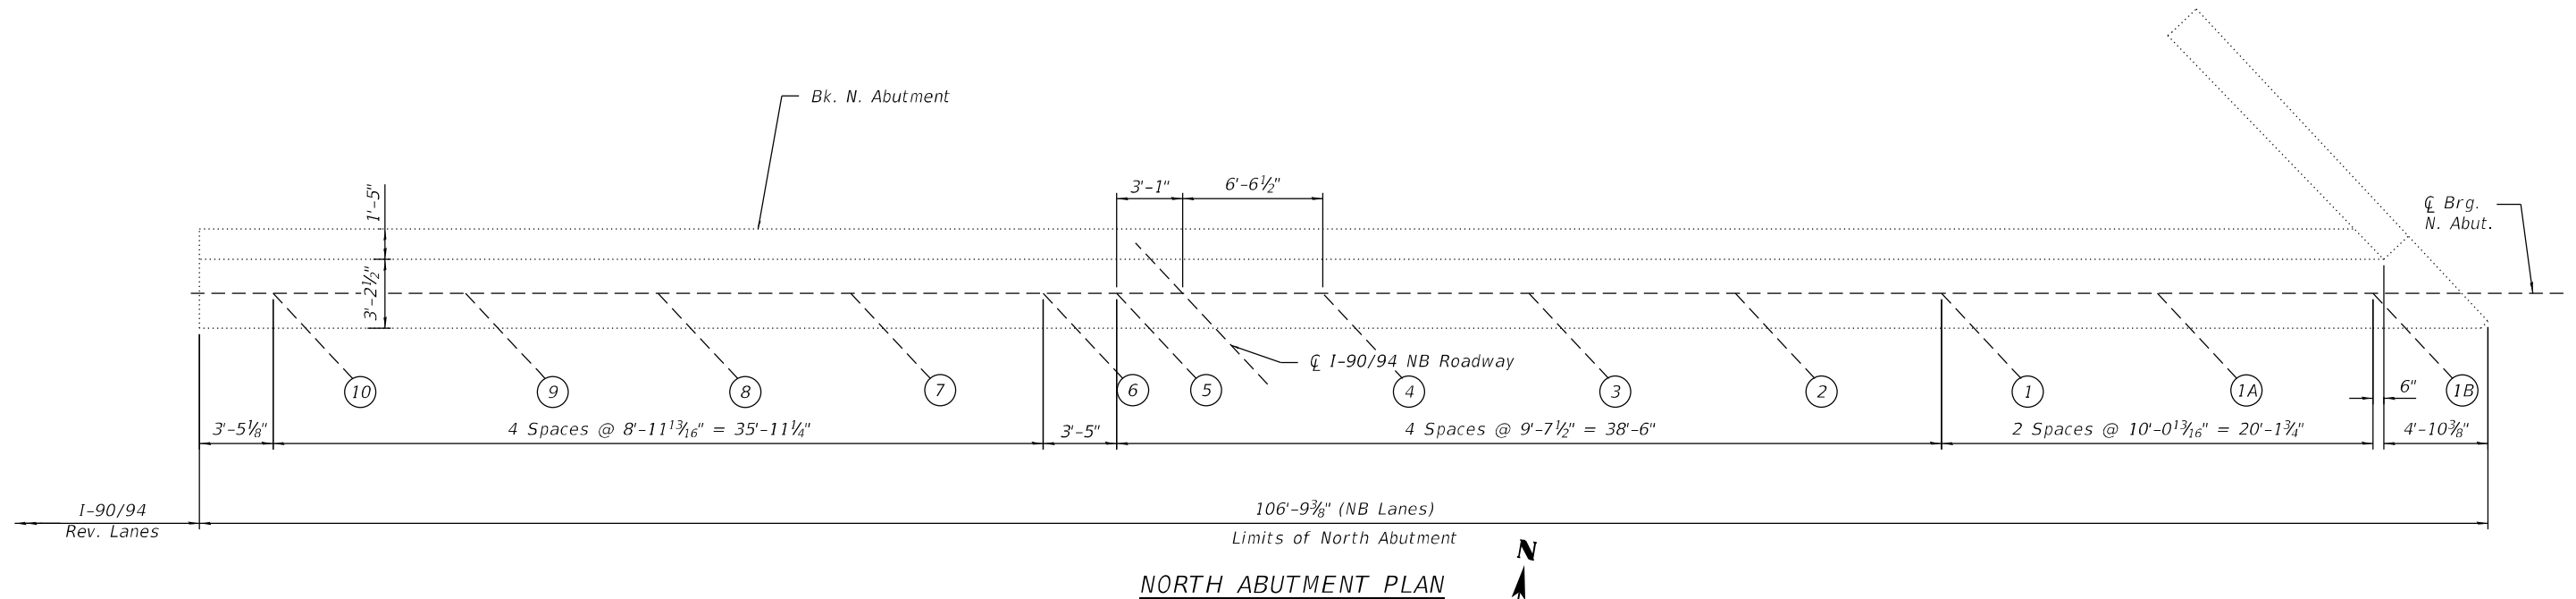 Bk. N. Abutment
1'-5"
3'-2½"
3'-1"
6'-6½"
℄ Brg.
N. Abut.
℄ I-90/94 NB Roadway
10
9
8
7
6
5
4
3
2
1
1A
1B
6"
3'-5⅛"
4 Spaces @ 8'-11¹³⁄₁₆" = 35'-11¼"
3'-5"
4 Spaces @ 9'-7½" = 38'-6"
2 Spaces @ 10'-0¹³⁄₁₆" = 20'-1¾"
4'-10⅜"
I-90/94
Rev. Lanes
106'-9⅜" (NB Lanes)
Limits of North Abutment
N
NORTH ABUTMENT PLAN